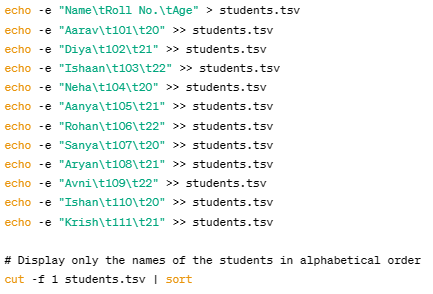 echo -e "Name\tRoll No.\tAge" > students.tsv
echo -e "Aarav\t101\t20" >> students.tsv
echo -e "Diya\t102\t21" >> students.tsv
echo -e "Ishaan\t103\t22" >> students.tsv
echo -e "Neha\t104\t20" >> students.tsv
echo -e "Aanya\t105\t21" >> students.tsv
echo -e "Rohan\t106\t22" >> students.tsv
echo -e "Sanya\t107\t20" >> students.tsv
echo -e "Aryan\t108\t21" >> students.tsv
echo -e "Avni\t109\t22" >> students.tsv
echo -e "Ishan\t110\t20" >> students.tsv
echo -e "Krish\t111\t21" >> students.tsv
# Display only the names of the students in alphabetical order
cut -f 1 students.tsv | sort